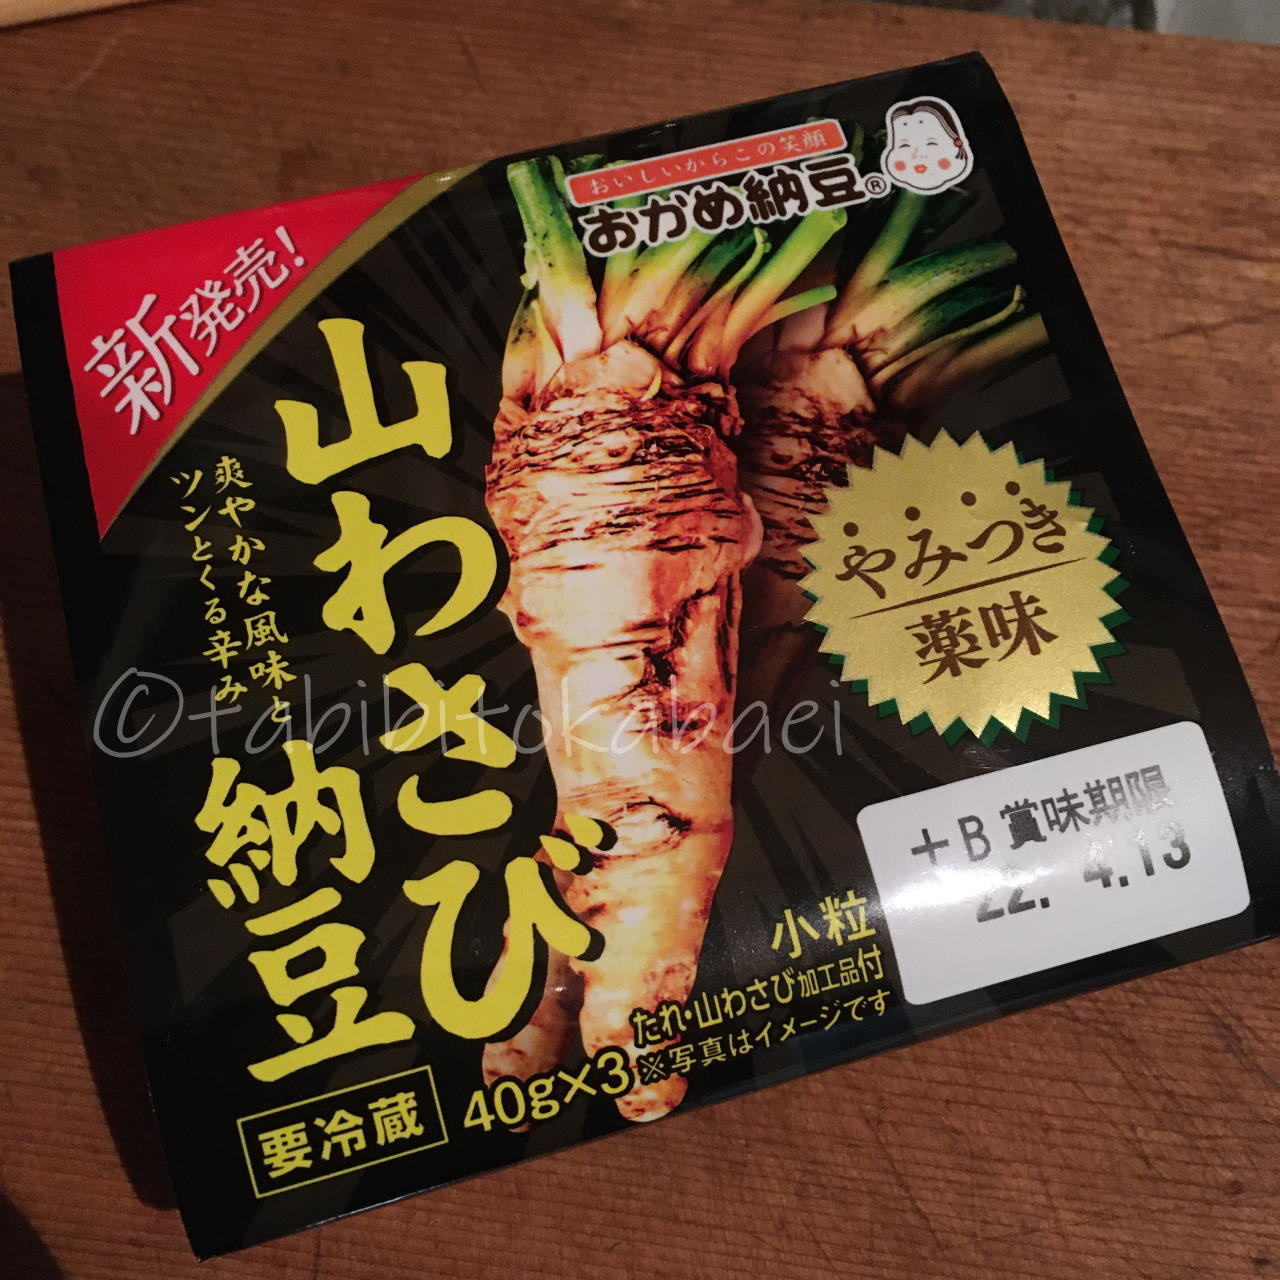 おいしいからこの笑顔
おかめ納豆®
新発売!
山わさび
納豆
爽やかな風味と
ツンとくる辛み
やみつき
薬味
+B 賞味期限
22. 4.13
小粒
たれ・山わさび加工品付
※写真はイメージです
40g×3
要冷蔵
©tabibitokabaei